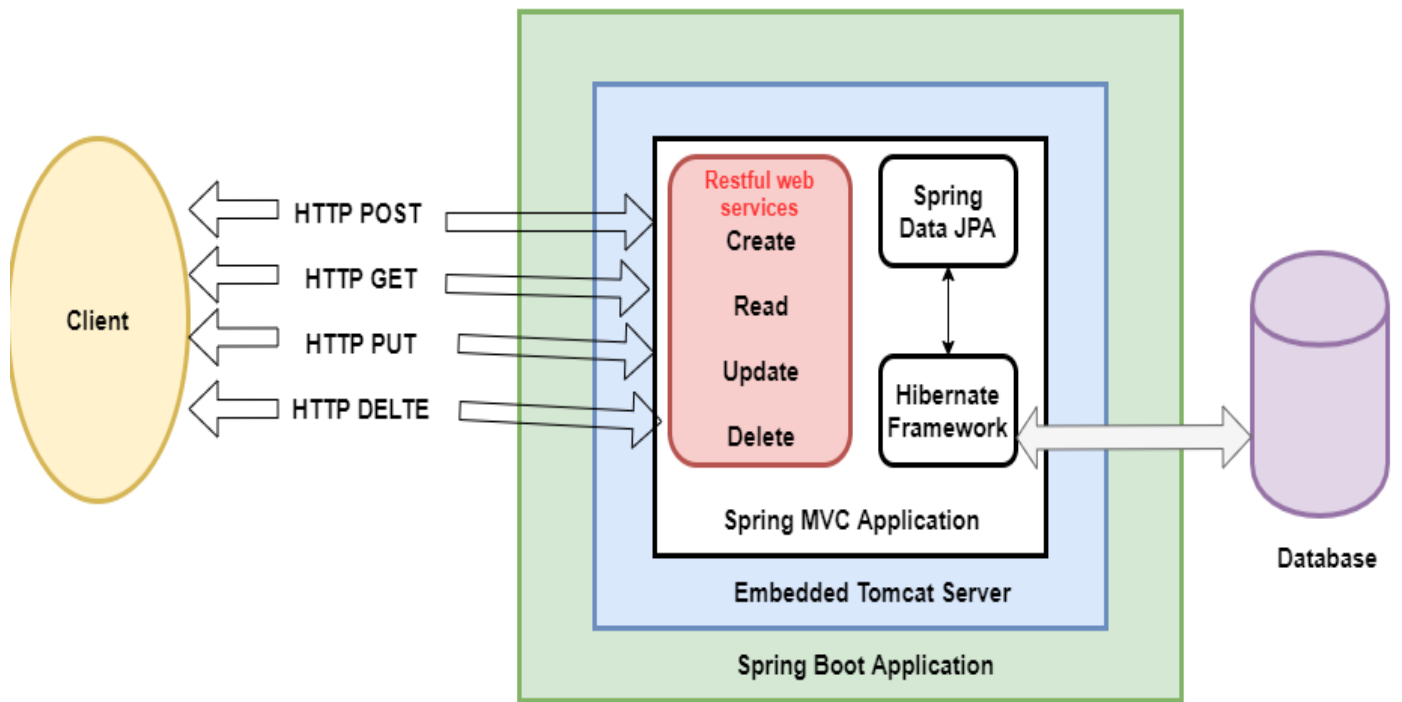 Client
HTTP POST
HTTP GET
HTTP PUT
HTTP DELTE
Restful web
services
Create
Read
Update
Delete
Spring
Data JPA
Hibernate
Framework
Spring MVC Application
Embedded Tomcat Server
Spring Boot Application
Database